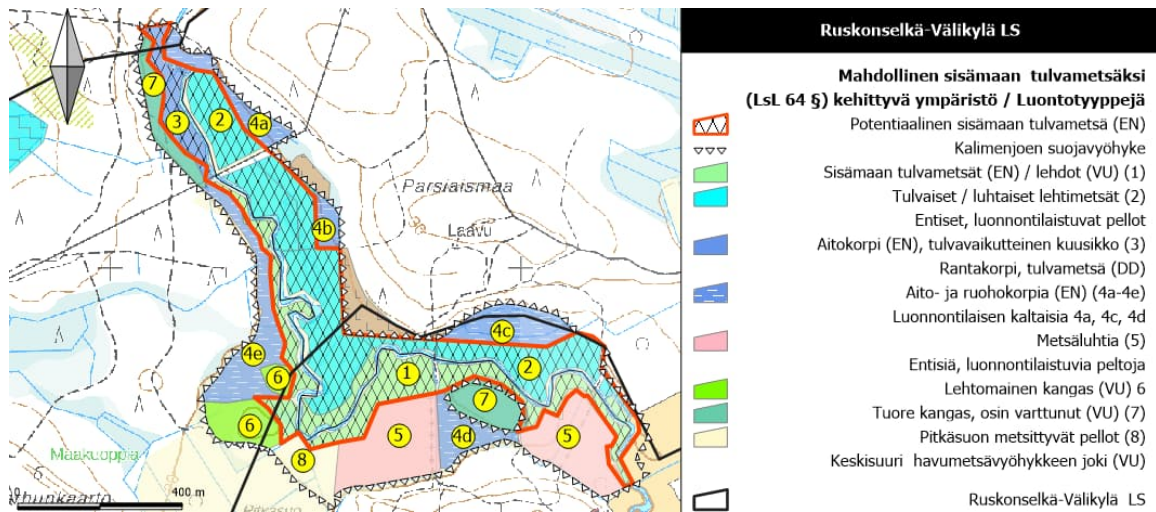 7
3
2
4a
Parsiaismaa
30
4b
Laavu
4c
4e
6
1
2
7
6
5
4d
5
8
Maakuoppia
400 m
Pitkäsuo
Ruskonselkä-Välikylä LS
Mahdollinen sisämaan tulvametsäksi
(LsL 64 §) kehittyvä ympäristö / Luontotyyppejä
Potentiaalinen sisämaan tulvametsä (EN)
Kalimenjoen suojavyöhyke
Sisämaan tulvametsät (EN) / lehdot (VU) (1)
Tulvaiset / luhtaiset lehtimetsät (2)
Entiset, luonnontilaistuvat pellot
Aitokorpi (EN), tulvavaikutteinen kuusikko (3)
Rantakorpi, tulvametsä (DD)
Aito- ja ruohokorpia (EN) (4a-4e)
Luonnontilaisen kaltaisia 4a, 4c, 4d
Metsäluhtia (5)
Entisiä, luonnontilaistuvia peltoja
Lehtomainen kangas (VU) 6
Tuore kangas, osin varttunut (VU) (7)
Pitkäsuon metsittyvät pellot (8)
Keskisuuri havumetsävyöhykkeen joki (VU)
Ruskonselkä-Välikylä LS